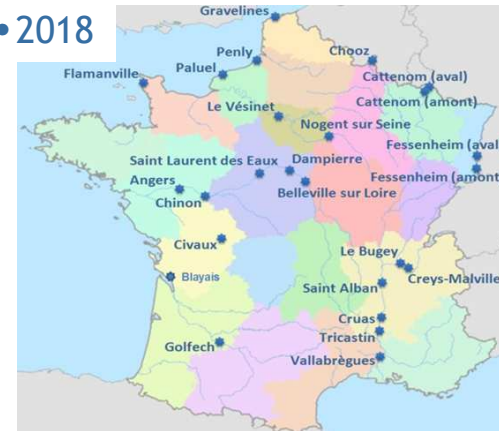 • 2018
Gravelines
Penly
Chooz
Paluel
Flamanville
Cattenom (aval)
Le Vésinet
Cattenom (amont)
Nogent sur Seine
Fessenheim (aval
Saint Laurent des Eaux
Dampierre
Fessenheim (amont
Angers
Belleville sur Loire
Chinon
Civaux
Le Bugey
Blayais
Creys-Malville
Saint Alban
Cruas
Tricastin
Golfech
Vallabrègues